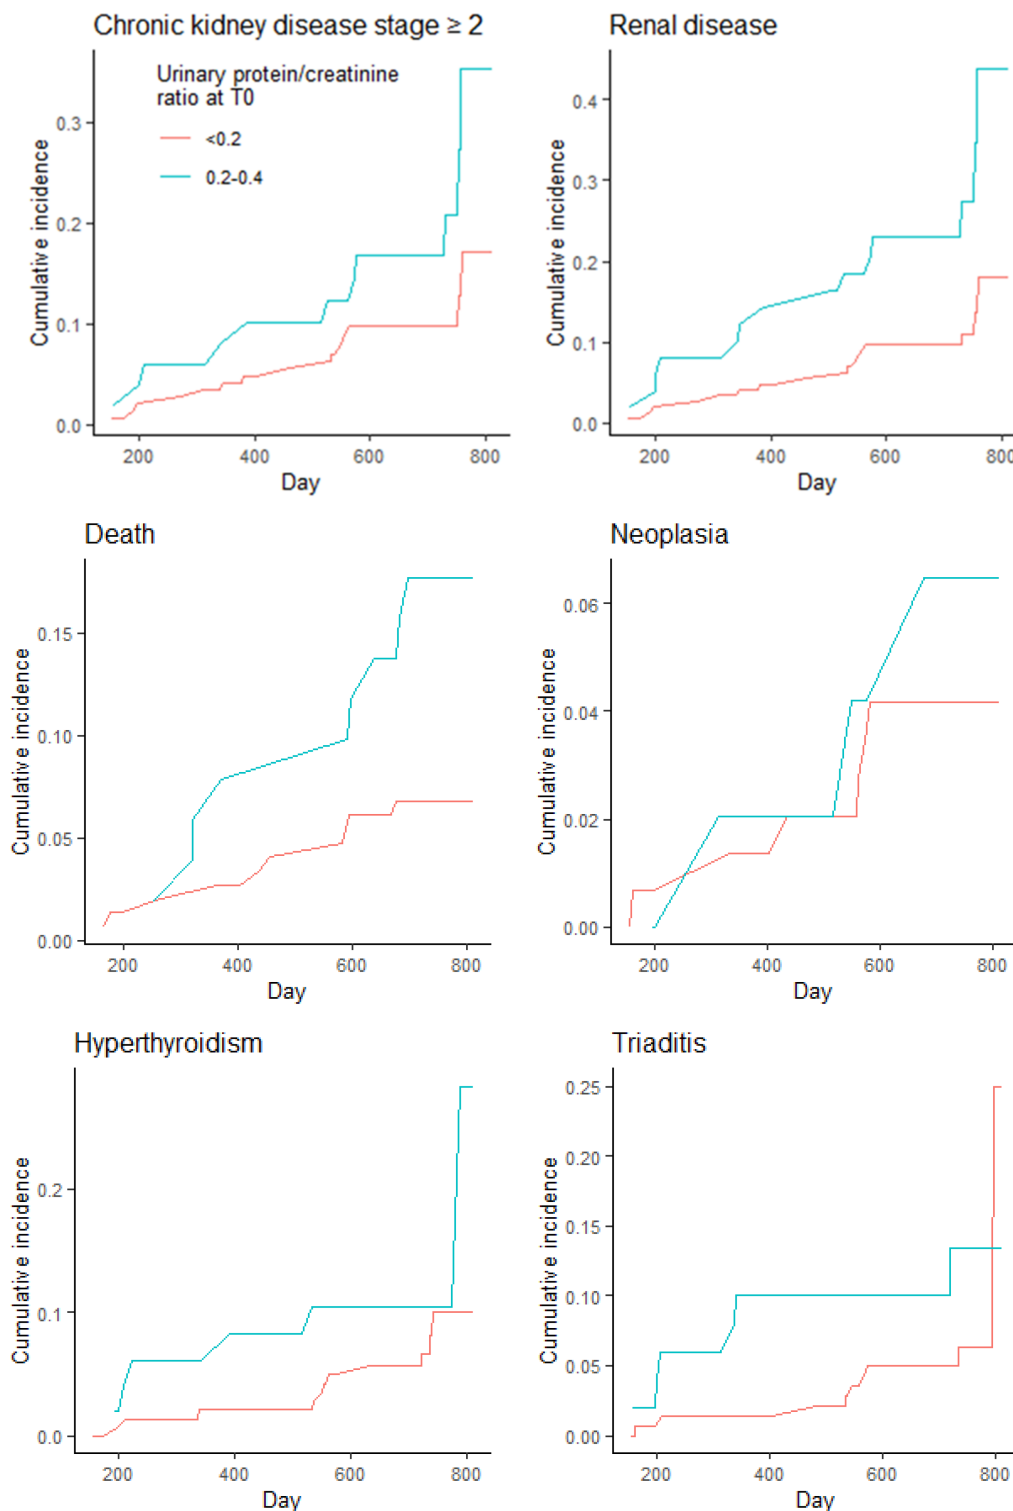 Chronic kidney disease stage ≥ 2
Urinary protein/creatinine
ratio at T0
<0.2
0.2-0.4
Cumulative incidence
0.3
0.2
0.1
0.0
200 400 600 800
Day
Renal disease
Cumulative incidence
0.4
0.3
0.2
0.1
0.0
200 400 600 800
Day
Death
Cumulative incidence
0.15
0.10
0.05
0.00
200 400 600 800
Day
Neoplasia
Cumulative incidence
0.06
0.04
0.02
0.00
200 400 600 800
Day
Hyperthyroidism
Cumulative incidence
0.2
0.1
0.0
200 400 600 800
Day
Triaditis
Cumulative incidence
0.25
0.20
0.15
0.10
0.05
0.00
200 400 600 800
Day